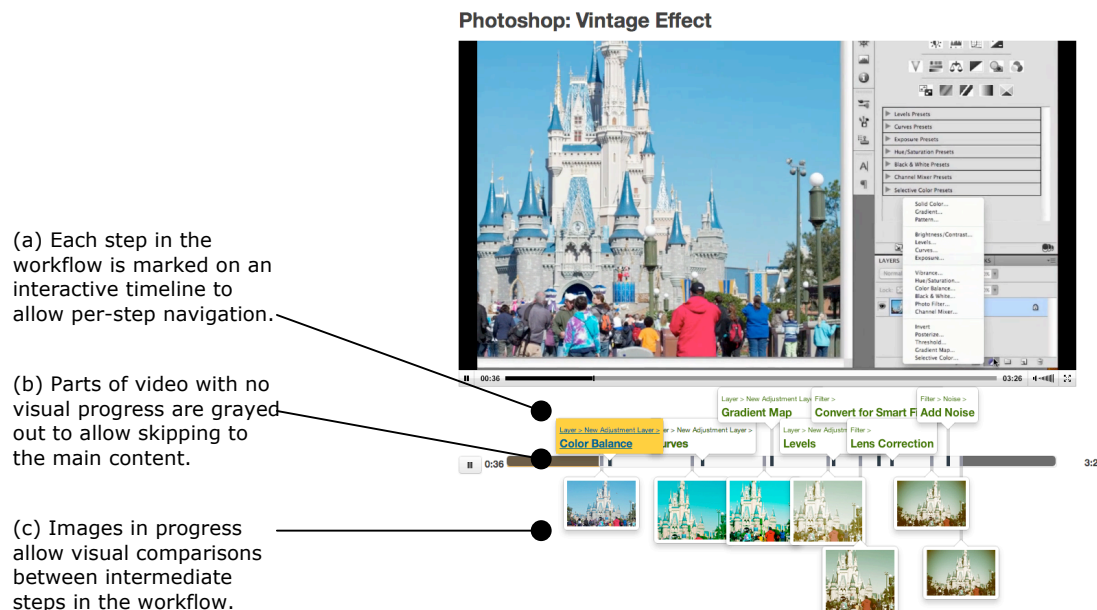 Photoshop: Vintage Effect
Levels Presets
Curves Presets
Exposure Presets
Hue/Saturation Presets
Black & White Presets
Channel Mixer Presets
Selective Color Presets
Solid Color...
Gradient...
Pattern...
Brightness/Contrast...
Levels...
Curves...
Exposure...
Vibrance...
Hue/Saturation...
Color Balance...
Black & White...
Photo Filter...
Channel Mixer...
Invert
Posterize...
Threshold...
Gradient Map...
Selective Color...
LAYERS
00:36
03:26
(a) Each step in the
workflow is marked on an
interactive timeline to
allow per-step navigation.
(b) Parts of video with no
visual progress are grayed
out to allow skipping to
the main content.
(c) Images in progress
allow visual comparisons
between intermediate
steps in the workflow.
Layer > New Adjustment Laye
Gradient Map
Filter >
Convert for Smart F
Filter > Noise >
Add Noise
Layer > New Adjustment Layer >
Color Balance
er > New Adjustment Layer >
urves
Layer > New Adjustm
Levels
Filter >
Lens Correction
0:36
3:2